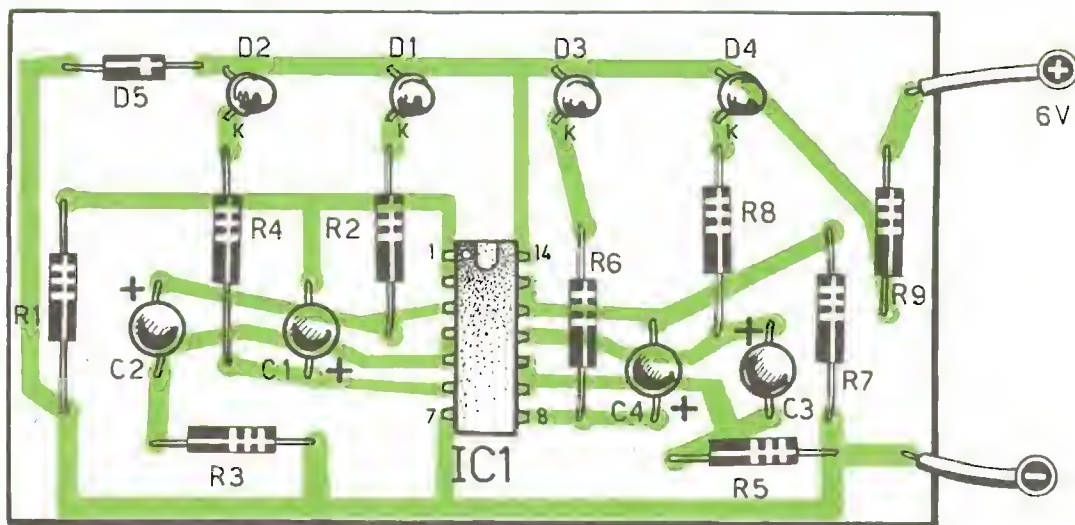 D2
D1
D3
D4
+
D5
K
K
K
K
6V
R4
R2
R8
1
14
R6
R9
+
R1
+
C2
C1
+
R7
7
8
C4
+
C3
IC1
R3
R5
-